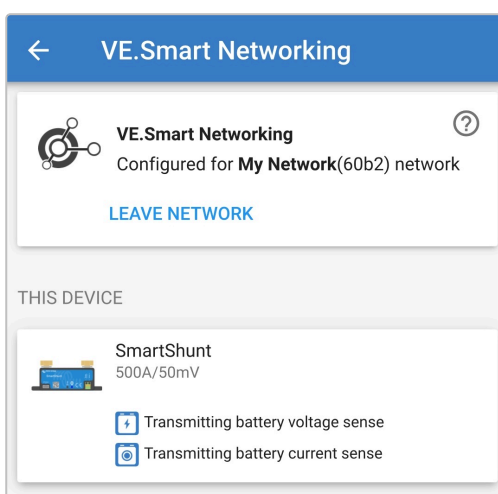 VE.Smart Networking
VE.Smart Networking
Configured for My Network(60b2) network
LEAVE NETWORK
THIS DEVICE
SmartShunt
500A/50mV
Transmitting battery voltage sense
Transmitting battery current sense